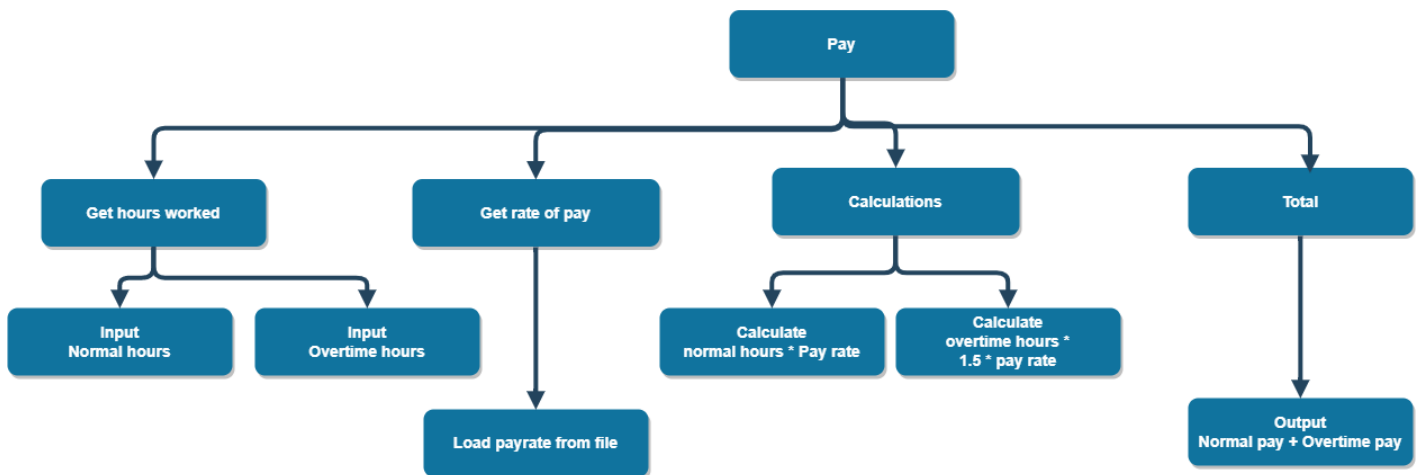 Pay
Get hours worked
Get rate of pay
Calculations
Total
Input
Normal hours
Input
Overtime hours
Calculate
normal hours * Pay rate
Calculate
overtime hours *
1.5 * pay rate
Load payrate from file
Output
Normal pay + Overtime pay